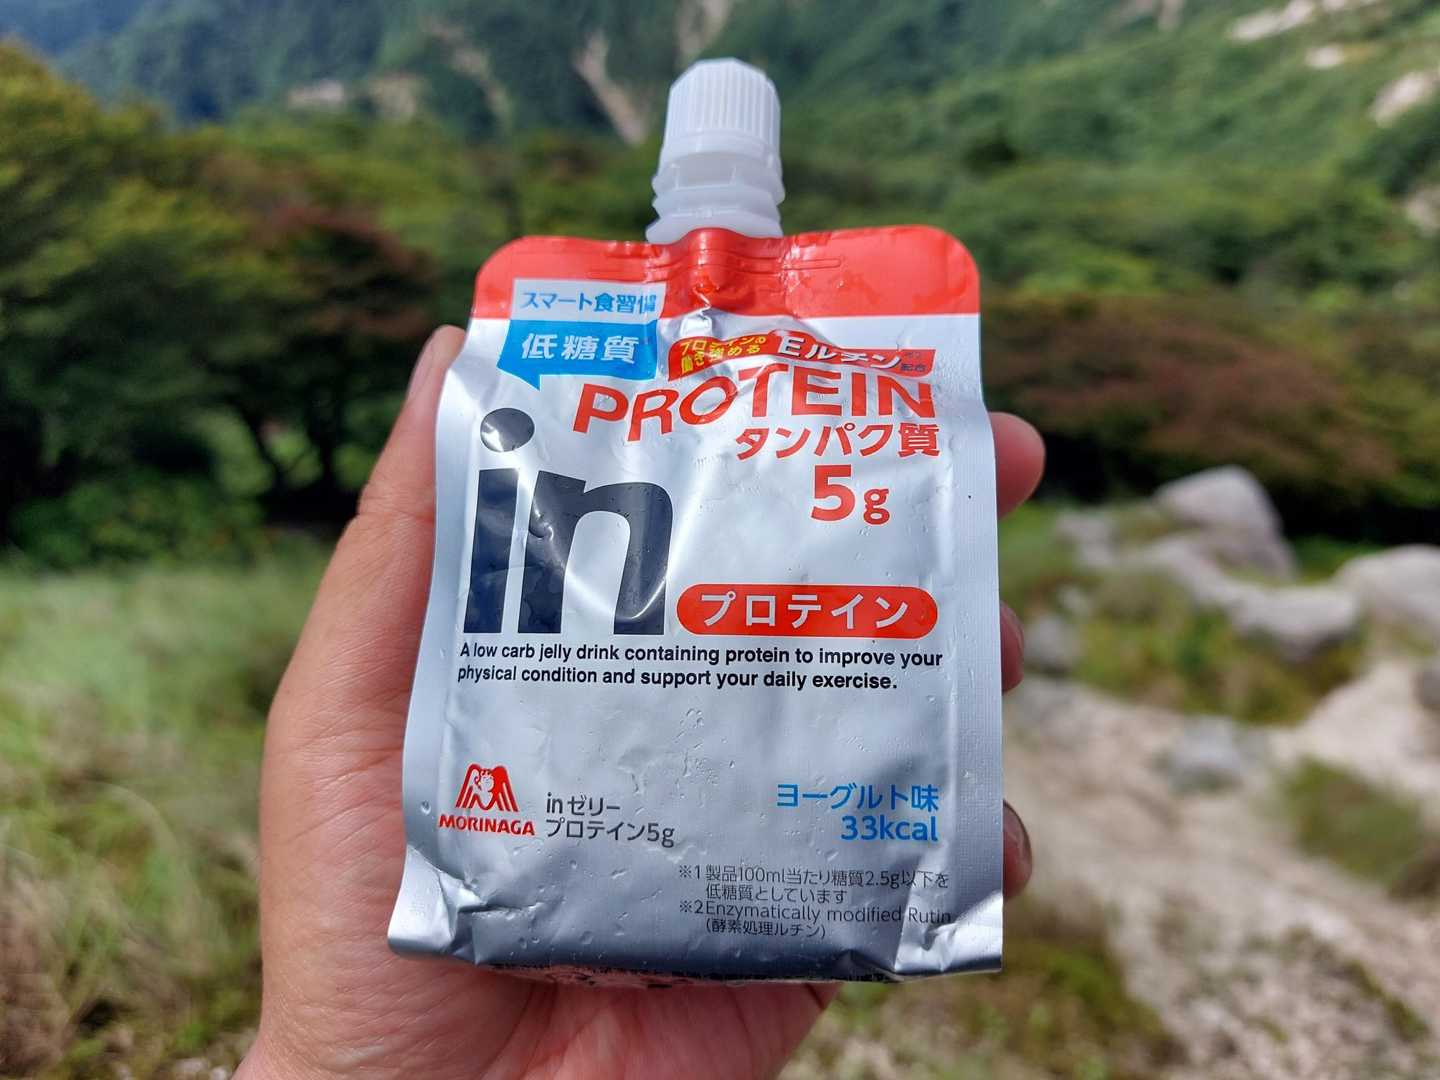 スマート食習慣
低糖質
プロテインの
働き強める
Eルチン※2
配合
PROTEIN
タンパク質
5g
in
プロテイン
A low carb jelly drink containing protein to improve your
physical condition and support your daily exercise.
MORINAGA
inゼリー
プロテイン5g
ヨーグルト味
33kcal
※1 製品100ml当たり糖質2.5g以下を
低糖質としています
※2 Enzymatically modified Rutin
(酵素処理ルチン)